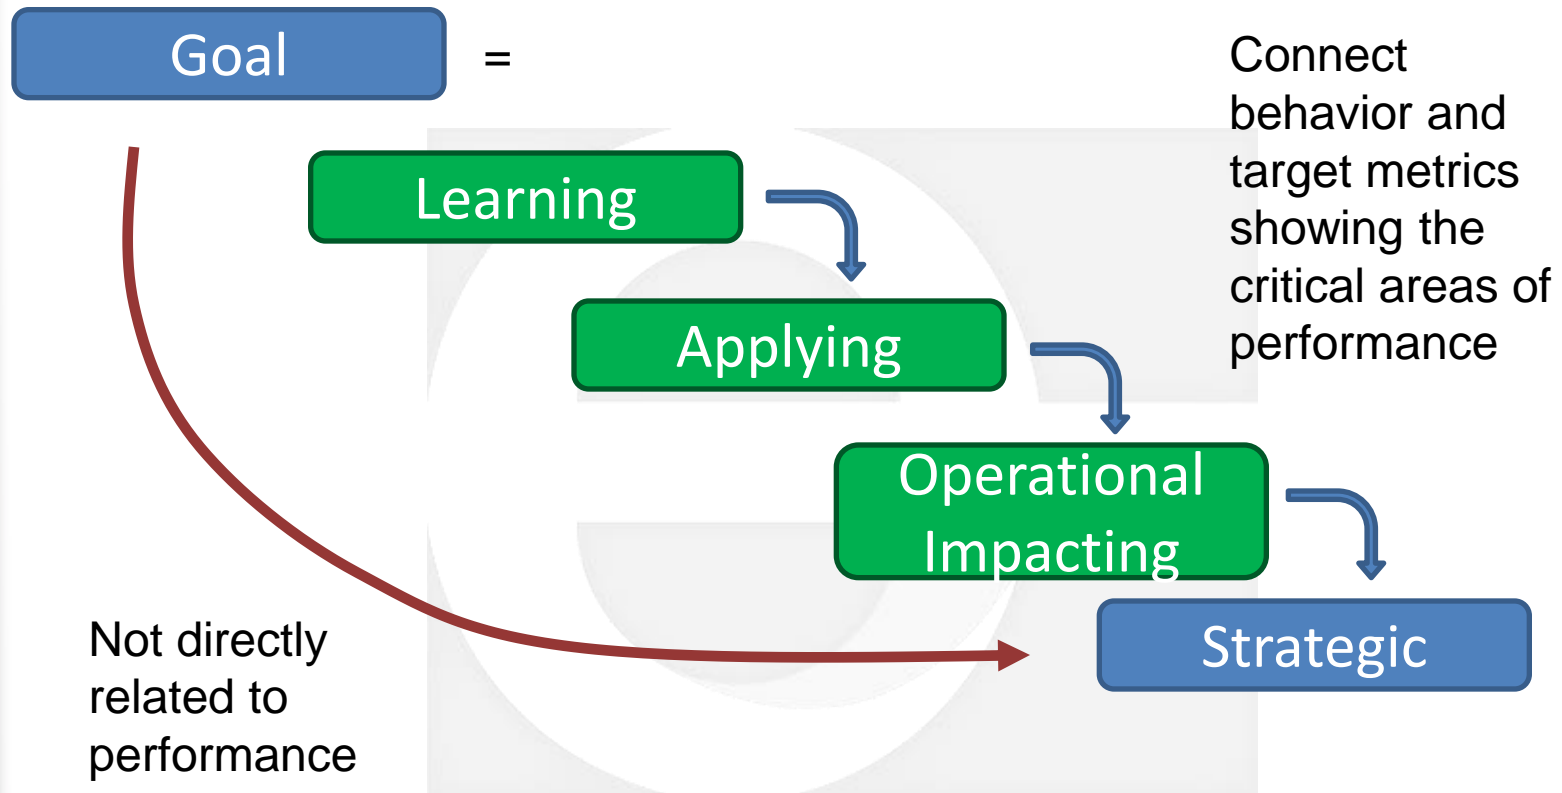 Goal
=
Connect
behavior and
target metrics
showing the
critical areas of
performance
Learning
Applying
Operational
Impacting
Strategic
Not directly
related to
performance